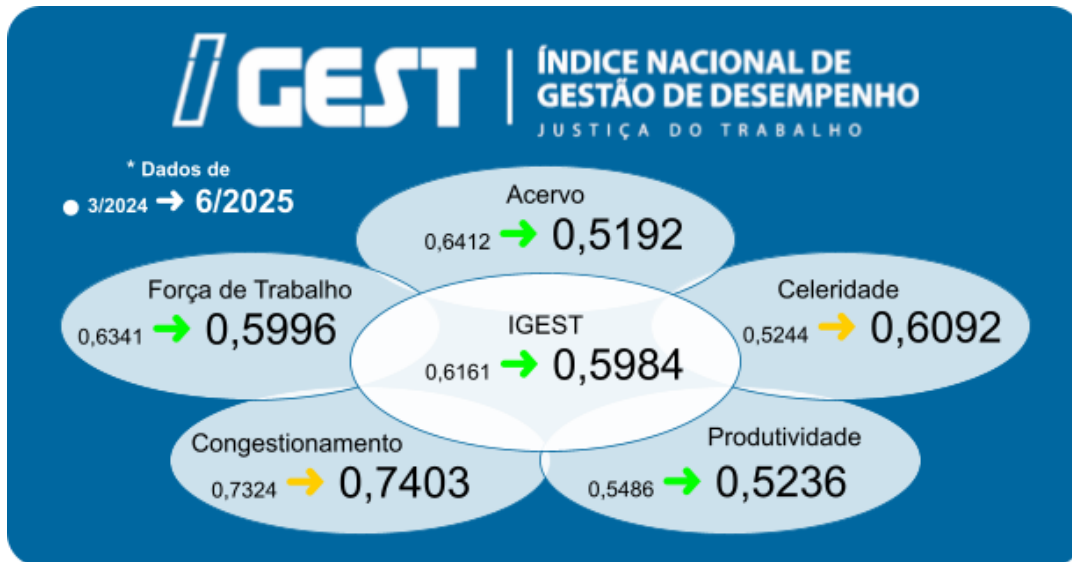 iGEST
ÍNDICE NACIONAL DE
GESTÃO DE DESEMPENHO
JUSTIÇA DO TRABALHO
* Dados de
3/2024 → 6/2025
Acervo
0,6412 → 0,5192
Força de Trabalho
0,6341 → 0,5996
IGEST
0,6161 → 0,5984
Celeridade
0,5244 → 0,6092
Congestionamento
0,7324 → 0,7403
Produtividade
0,5486 → 0,5236